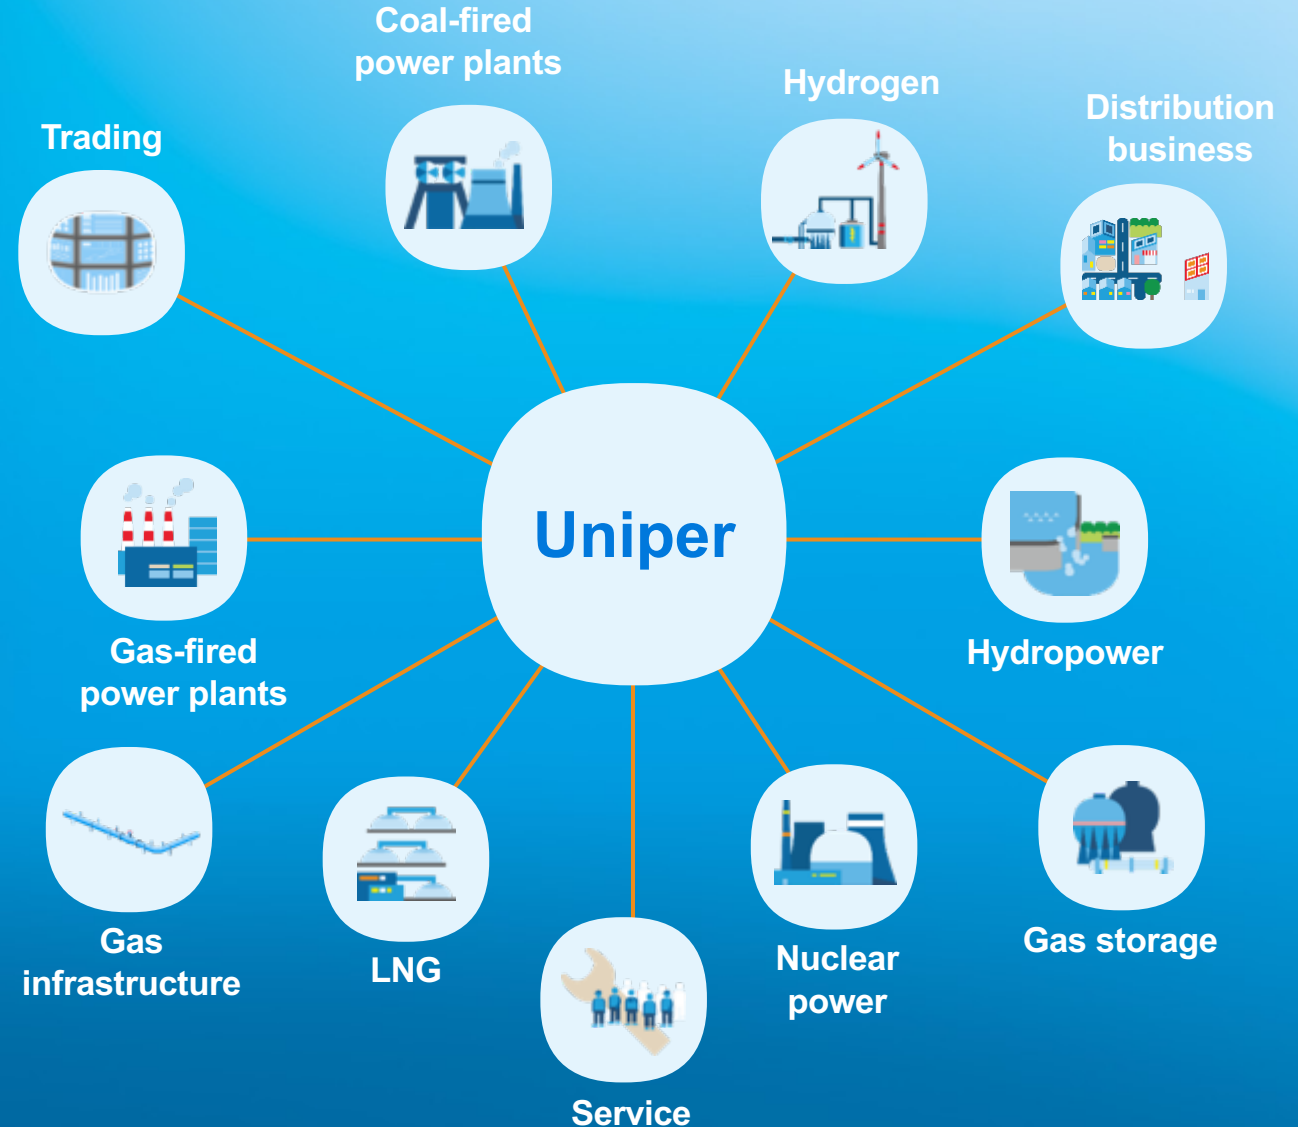 Coal-fired
power plants
Hydrogen
Distribution
business
Trading
Uniper
Gas-fired
power plants
Hydropower
Gas
infrastructure
LNG
Service
Nuclear
power
Gas storage